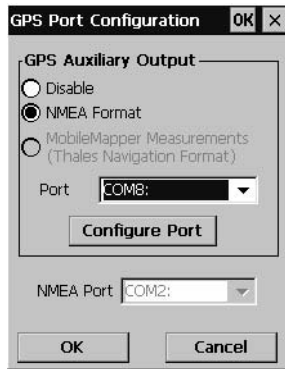 GPS Port Configuration OK ×
GPS Auxiliary Output
Disable
NMEA Format
MobileMapper Measurements
(Thales Navigation Format)
Port COM8:
Configure Port
NMEA Port COM2:
OK Cancel